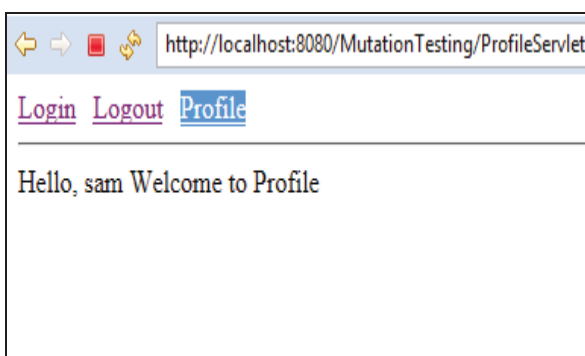 http://localhost:8080/MutationTesting/ProfileServlet
Login Logout Profile
Hello, sam Welcome to Profile